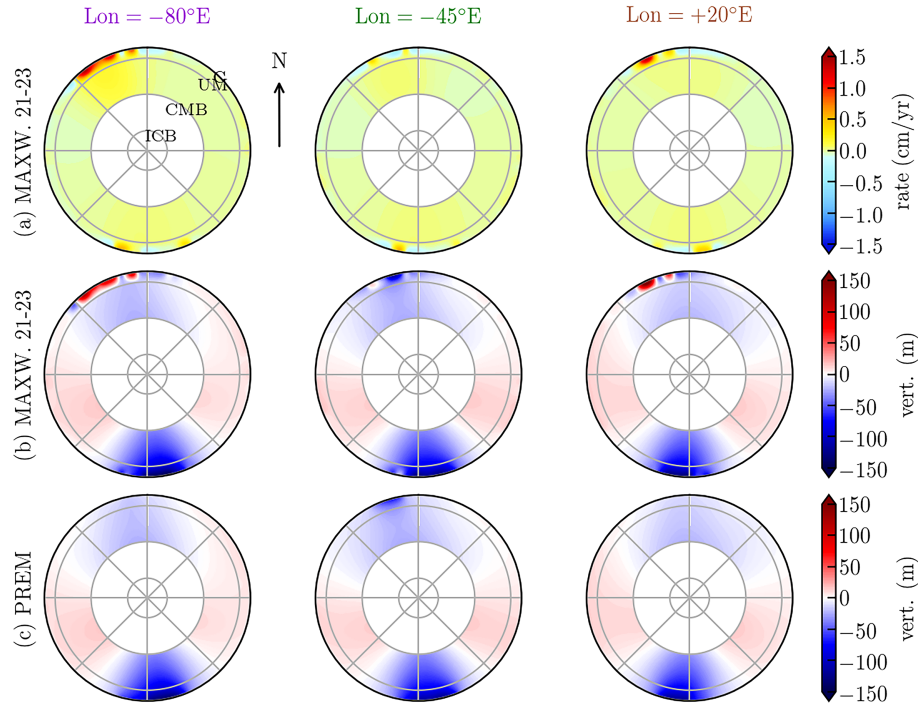 Lon = −80°E
Lon = −45°E
Lon = +20°E
(a) MAXW. 21-23
C
UM
CMB
ICB
N
1.5
1.0
0.5
0.0
−0.5
−1.0
−1.5
rate (cm/yr)
(b) MAXW. 21-23
150
100
50
0
−50
−100
−150
vert. (m)
(c) PREM
150
100
50
0
−50
−100
−150
vert. (m)